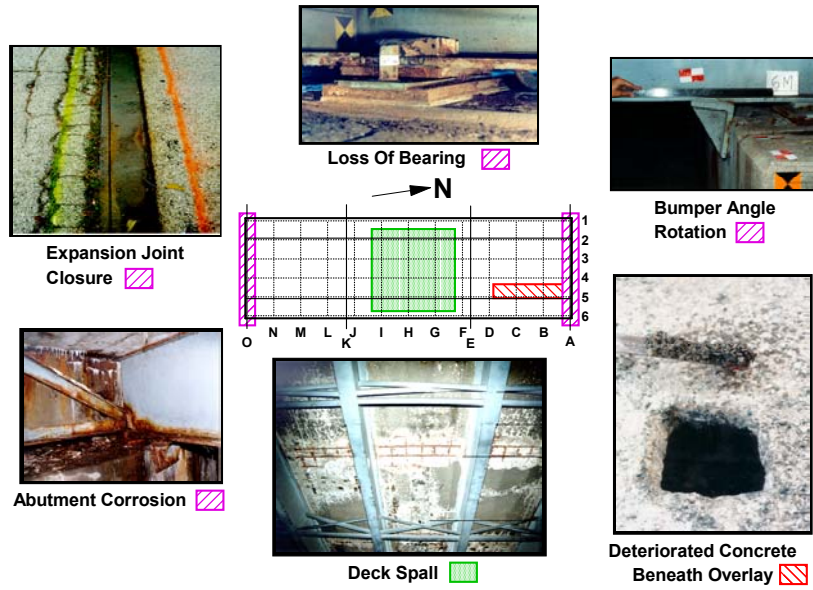 Loss Of Bearing
Expansion Joint
Closure
Bumper Angle
Rotation
6M
N
1
2
3
4
5
6
O N M L J K I H G F E D C B A
Abutment Corrosion
Deck Spall
Deteriorated Concrete
Beneath Overlay